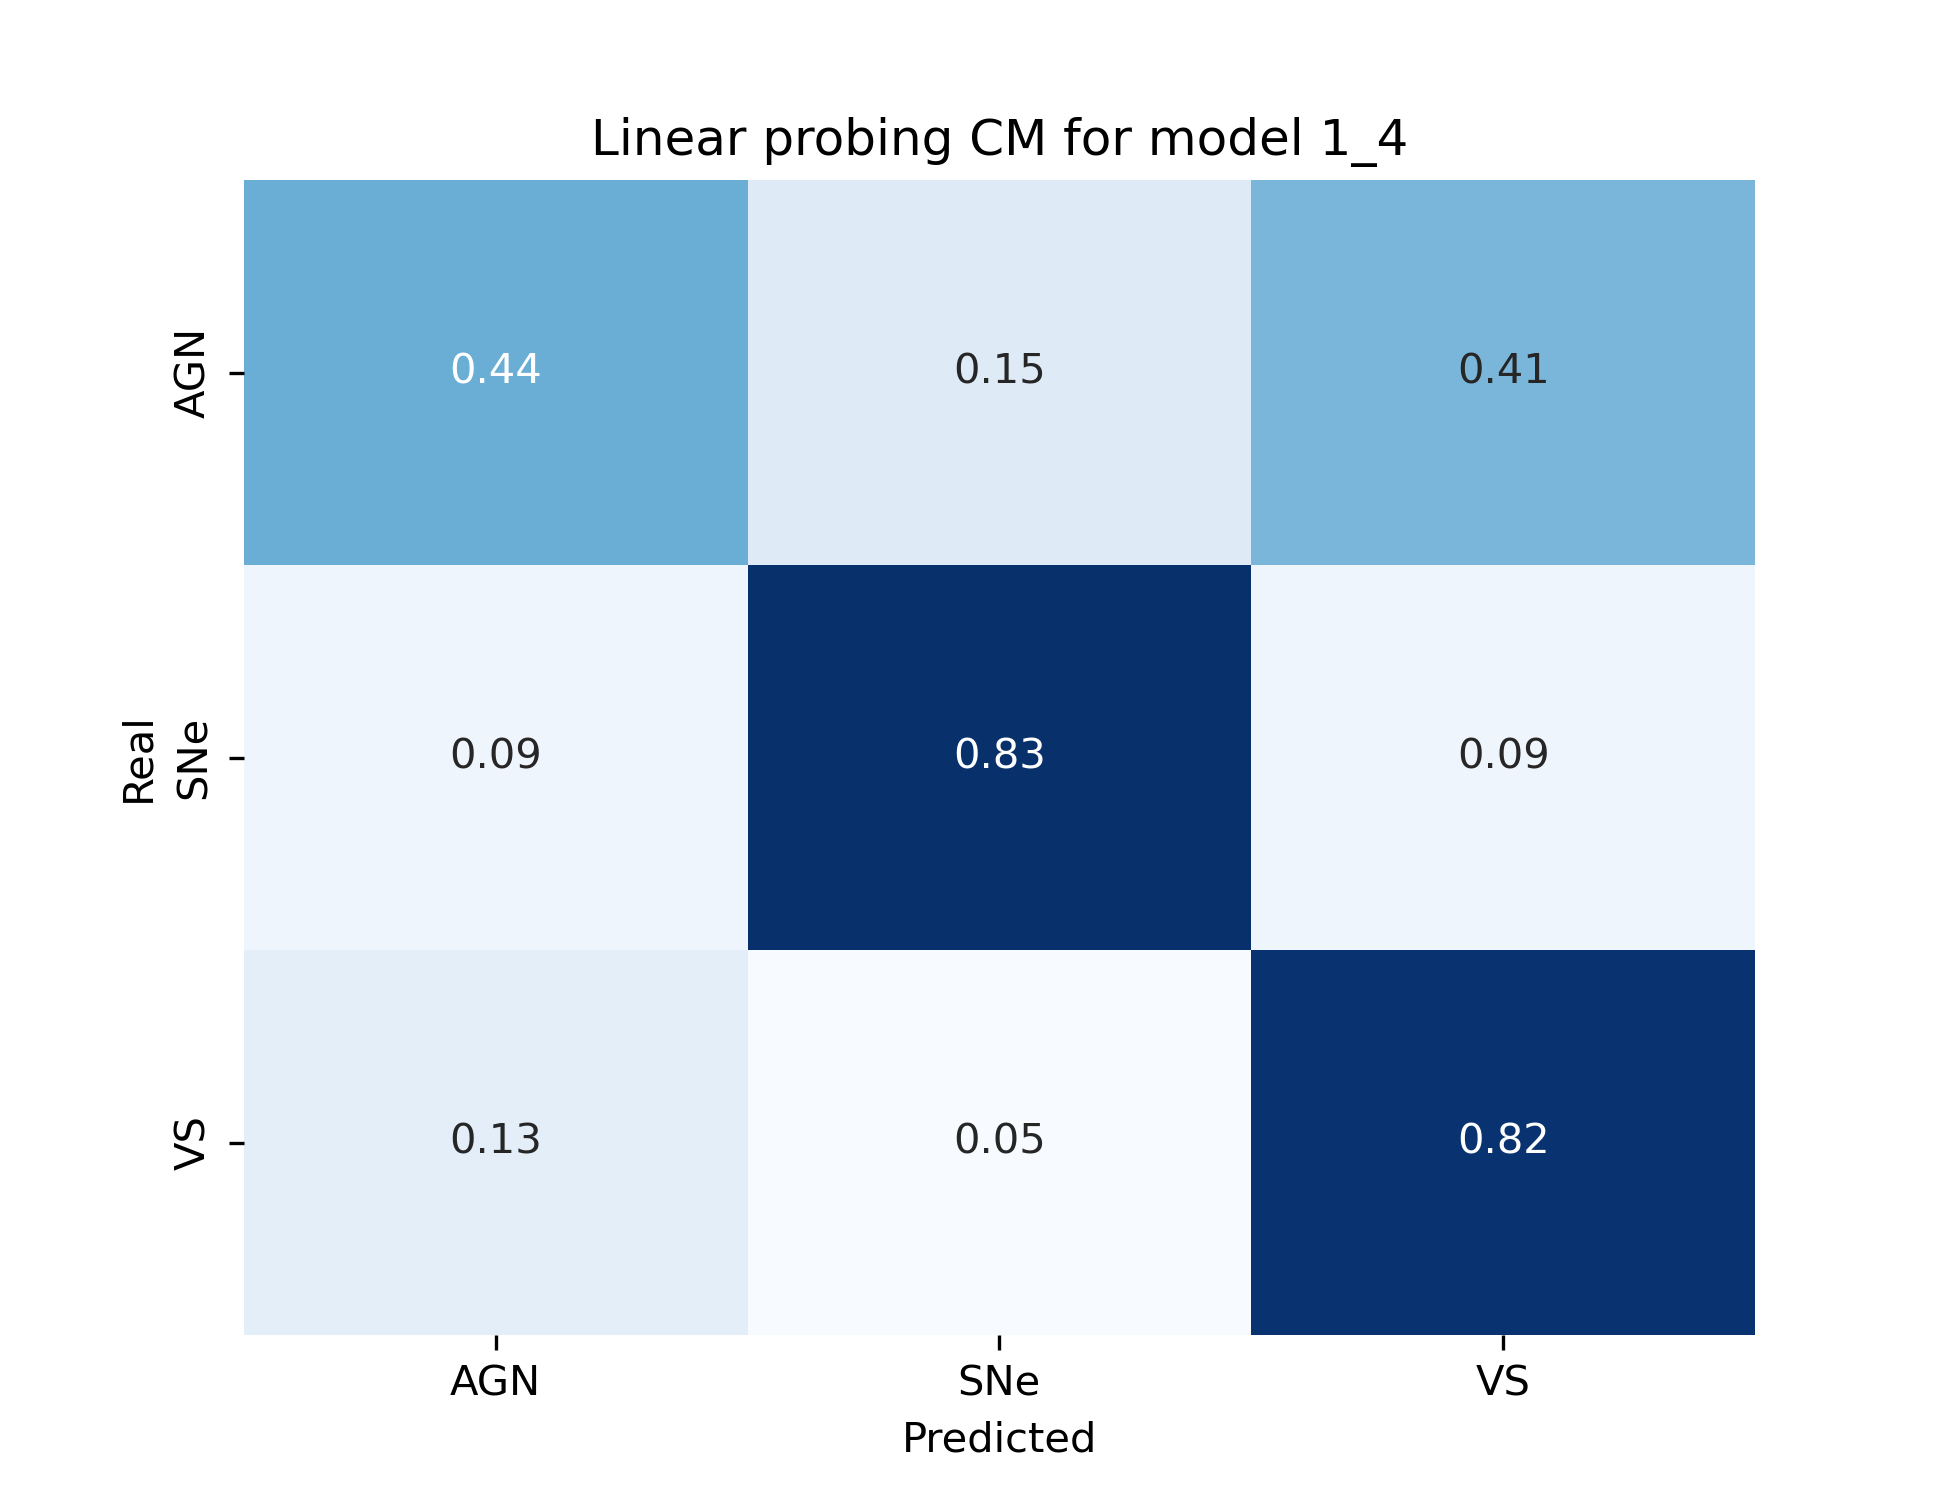 Linear probing CM for model 1_4
AGN 0.44 0.15 0.41
Real
SNe 0.09 0.83 0.09
VS 0.13 0.05 0.82
AGN SNe VS
Predicted